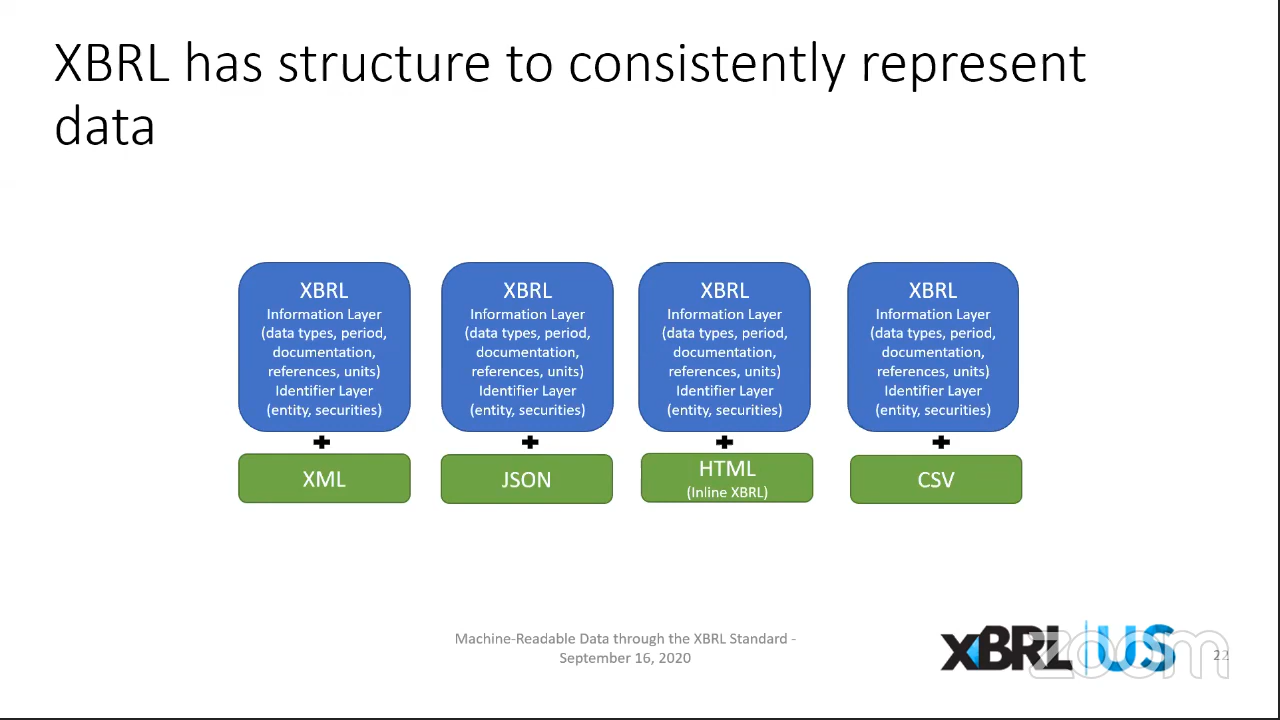 XBRL has structure to consistently represent
data
XBRL
Information Layer
(data types, period,
documentation,
references, units)
Identifier Layer
(entity, securities)
+
XML
XBRL
Information Layer
(data types, period,
documentation,
references, units)
Identifier Layer
(entity, securities)
+
JSON
XBRL
Information Layer
(data types, period,
documentation,
references, units)
Identifier Layer
(entity, securities)
+
HTML
(Inline XBRL)
XBRL
Information Layer
(data types, period,
documentation,
references, units)
Identifier Layer
(entity, securities)
+
CSV
Machine-Readable Data through the XBRL Standard -
September 16, 2020
XBRL US
zoom
22